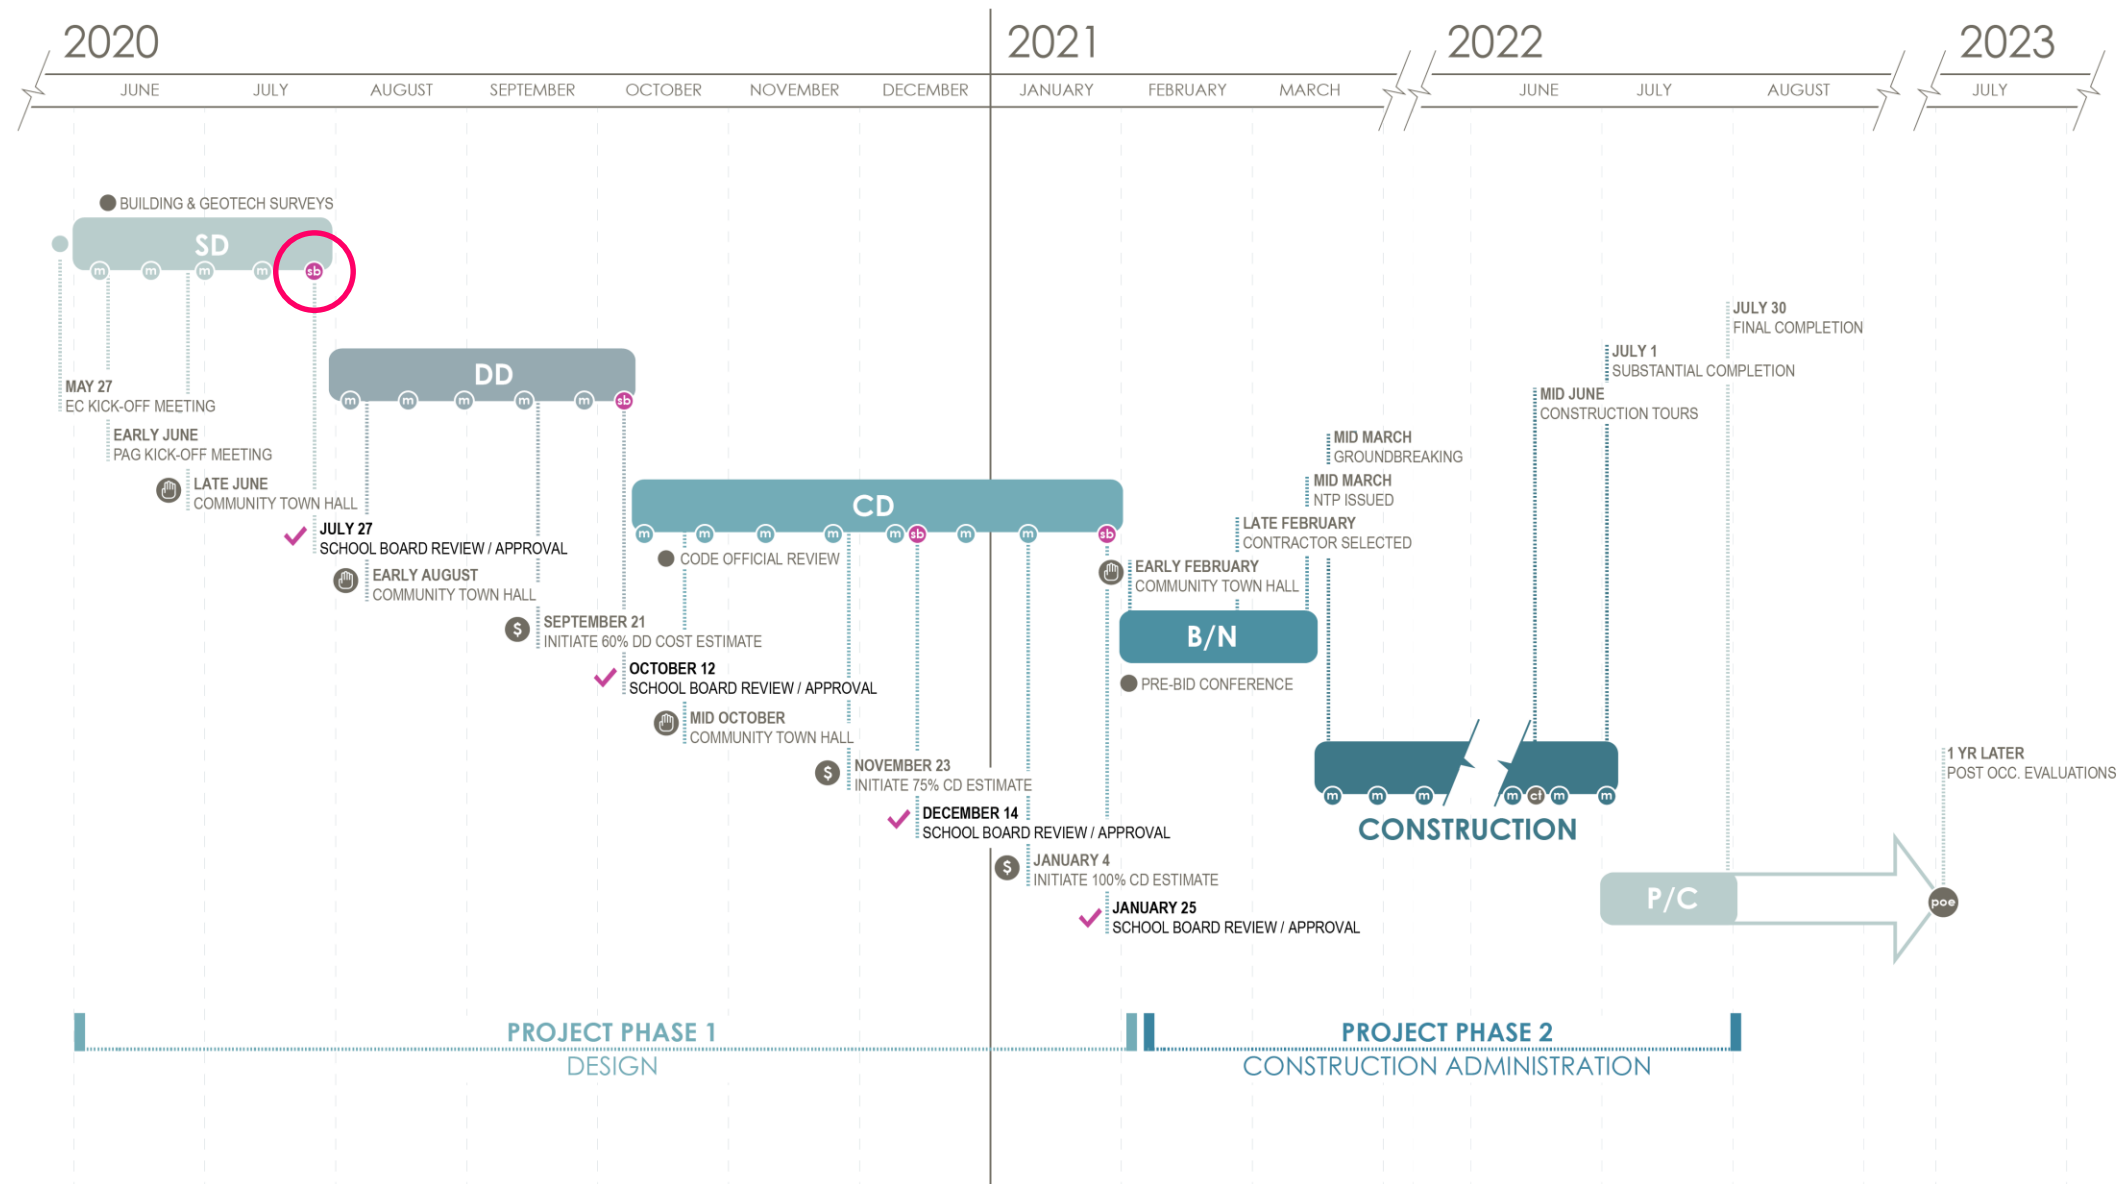 2020
2021
2022
2023
JUNE
JULY
AUGUST
SEPTEMBER
OCTOBER
NOVEMBER
DECEMBER
JANUARY
FEBRUARY
MARCH
JUNE
JULY
AUGUST
JULY
BUILDING & GEOTECH SURVEYS
SD
m
m
m
m
sb
MAY 27
EC KICK-OFF MEETING
EARLY JUNE
PAG KICK-OFF MEETING
LATE JUNE
COMMUNITY TOWN HALL
JULY 27
SCHOOL BOARD REVIEW / APPROVAL
DD
m
m
m
m
m
sb
EARLY AUGUST
COMMUNITY TOWN HALL
$
SEPTEMBER 21
INITIATE 60% DD COST ESTIMATE
OCTOBER 12
SCHOOL BOARD REVIEW / APPROVAL
CD
m
m
m
m
m
sb
m
m
sb
CODE OFFICIAL REVIEW
MID OCTOBER
COMMUNITY TOWN HALL
$
NOVEMBER 23
INITIATE 75% CD ESTIMATE
DECEMBER 14
SCHOOL BOARD REVIEW / APPROVAL
$
JANUARY 4
INITIATE 100% CD ESTIMATE
JANUARY 25
SCHOOL BOARD REVIEW / APPROVAL
EARLY FEBRUARY
COMMUNITY TOWN HALL
LATE FEBRUARY
CONTRACTOR SELECTED
MID MARCH
NTP ISSUED
MID MARCH
GROUNDBREAKING
B/N
PRE-BID CONFERENCE
MID JUNE
CONSTRUCTION TOURS
JULY 1
SUBSTANTIAL COMPLETION
JULY 30
FINAL COMPLETION
m
m
m
m
ct
m
m
CONSTRUCTION
P/C
1 YR LATER
POST OCC. EVALUATIONS
poe
PROJECT PHASE 1
DESIGN
PROJECT PHASE 2
CONSTRUCTION ADMINISTRATION